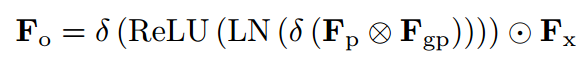 F_o = δ (ReLU (LN (δ (F_p ⊗ F_gp)))) ⊙ F_x